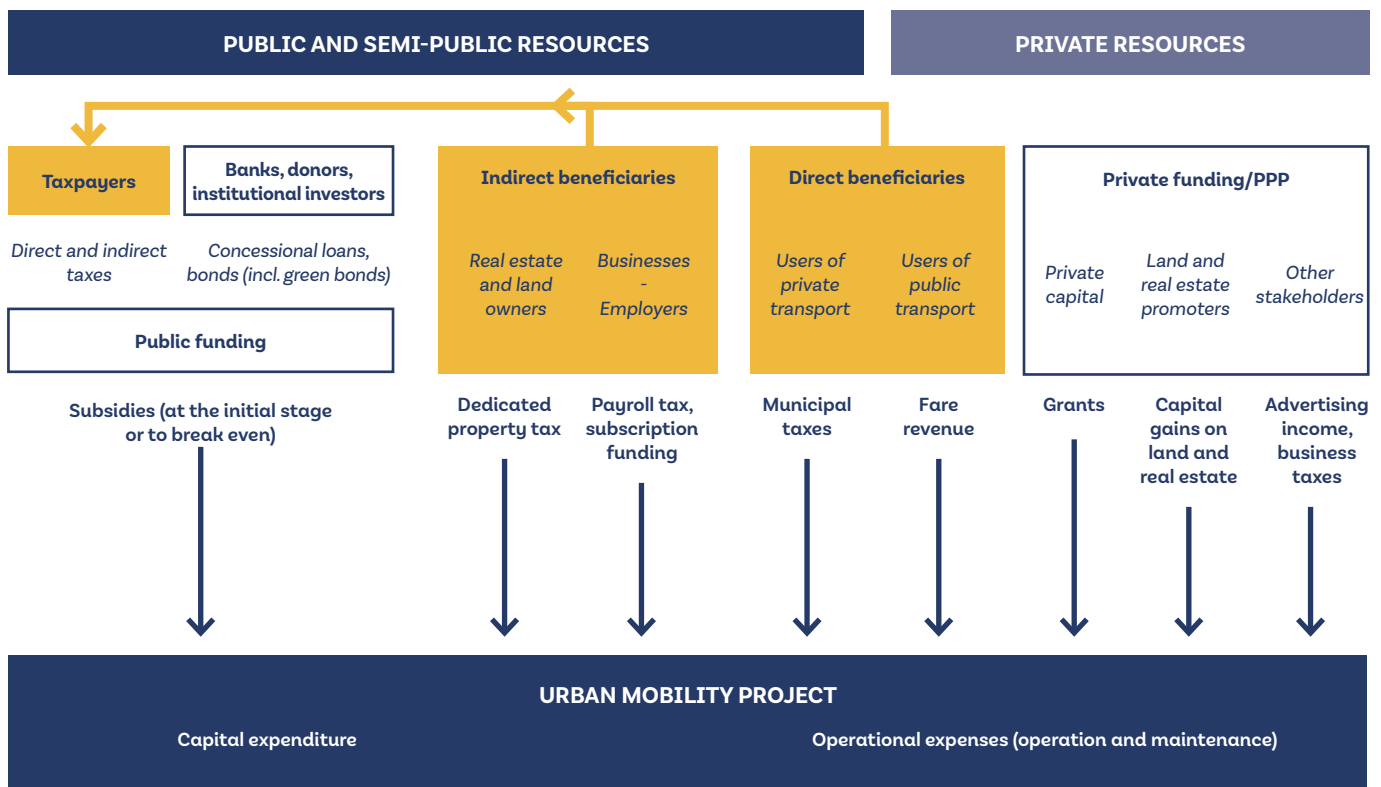 PUBLIC AND SEMI-PUBLIC RESOURCES
PRIVATE RESOURCES
Taxpayers
Direct and indirect
taxes
Banks, donors,
institutional investors
Concessional loans,
bonds (incl. green bonds)
Public funding
Subsidies (at the initial stage
or to break even)
Indirect beneficiaries
Real estate
and land
owners
Businesses
-
Employers
Dedicated
property tax
Payroll tax,
subscription
funding
Direct beneficiaries
Users of
private
transport
Users of
public
transport
Municipal
taxes
Fare
revenue
Private funding/PPP
Private
capital
Land and
real estate
promoters
Other
stakeholders
Grants
Capital
gains on
land and
real estate
Advertising
income,
business
taxes
URBAN MOBILITY PROJECT
Capital expenditure
Operational expenses (operation and maintenance)